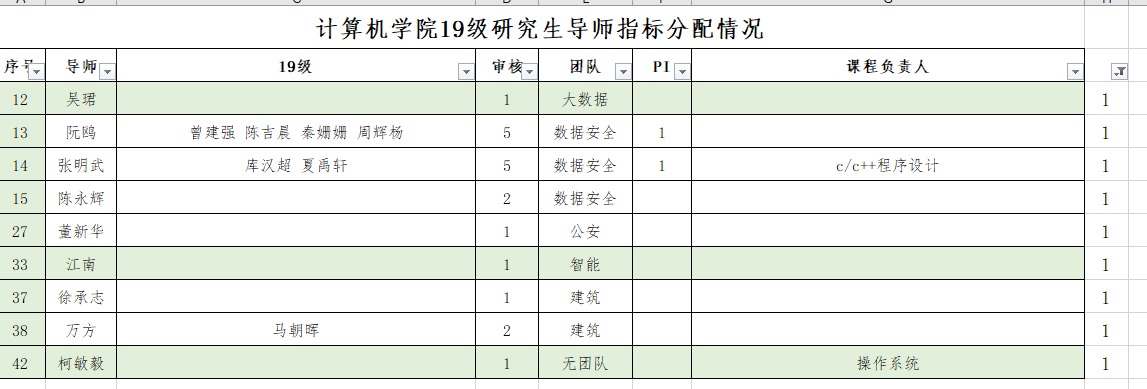 计算机学院19级研究生导师指标分配情况
序号 导师 19级 审核 团队 PI 课程负责人
12 吴珺 1 大数据 1
13 阮鸥 曾建强 陈吉晨 秦姗姗 周辉杨 5 数据安全 1 1
14 张明武 库汉超 夏禹轩 5 数据安全 1 c/c++程序设计 1
15 陈永辉 2 数据安全 1
27 董新华 1 公安 1
33 江南 1 智能 1
37 徐承志 1 建筑 1
38 万方 马朝晖 2 建筑 1
42 柯敏毅 1 无团队 操作系统 1